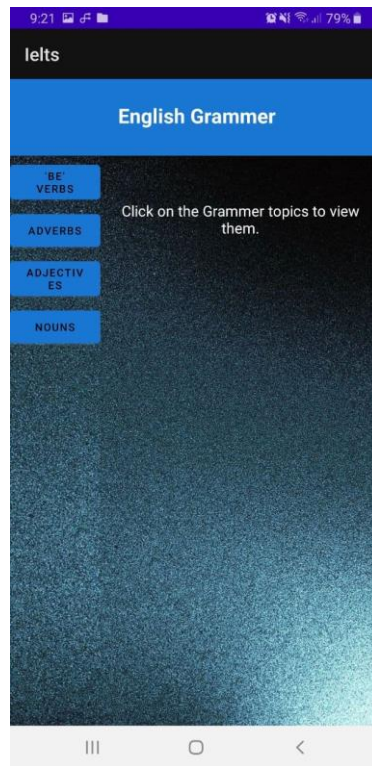 9:21 79%
Ielts
English Grammer
'BE'
VERBS
Click on the Grammer topics to view
them.
ADVERBS
ADJECTIV
ES
NOUNS